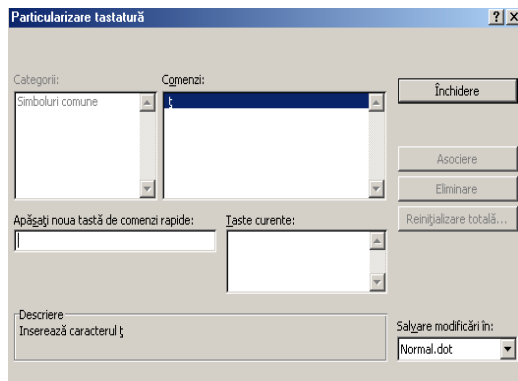 Particularizare tastatură
Categorii:
Comenzi:
Simboluri comune
ţ
Închidere
Asociere
Eliminare
Reiniţializare totală...
Apăsaţi noua tastă de comenzi rapide:
Taste curente:
Descriere
Inserează caracterul ţ
Salvare modificări în:
Normal.dot